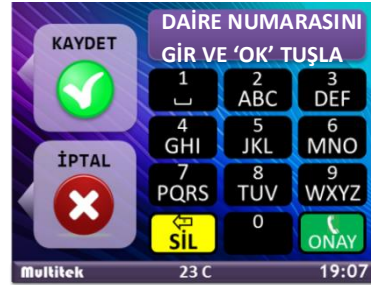 DAİRE NUMARASINI
GİR VE ‘OK’ TUŞLA
KAYDET
İPTAL
1
2
ABC
3
DEF
4
GHI
5
JKL
6
MNO
7
PQRS
8
TUV
9
WXYZ
SİL
0
ONAY
Multitek
23 C
19:07